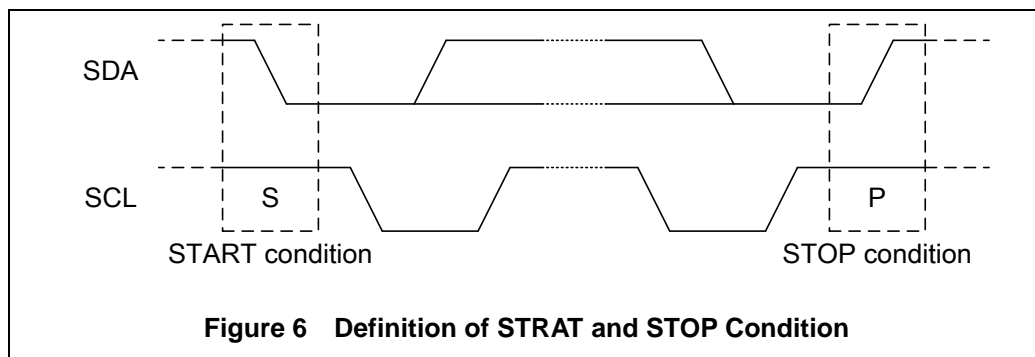 SDA
SCL
S
P
START condition
STOP condition
Figure 6 Definition of STRAT and STOP Condition